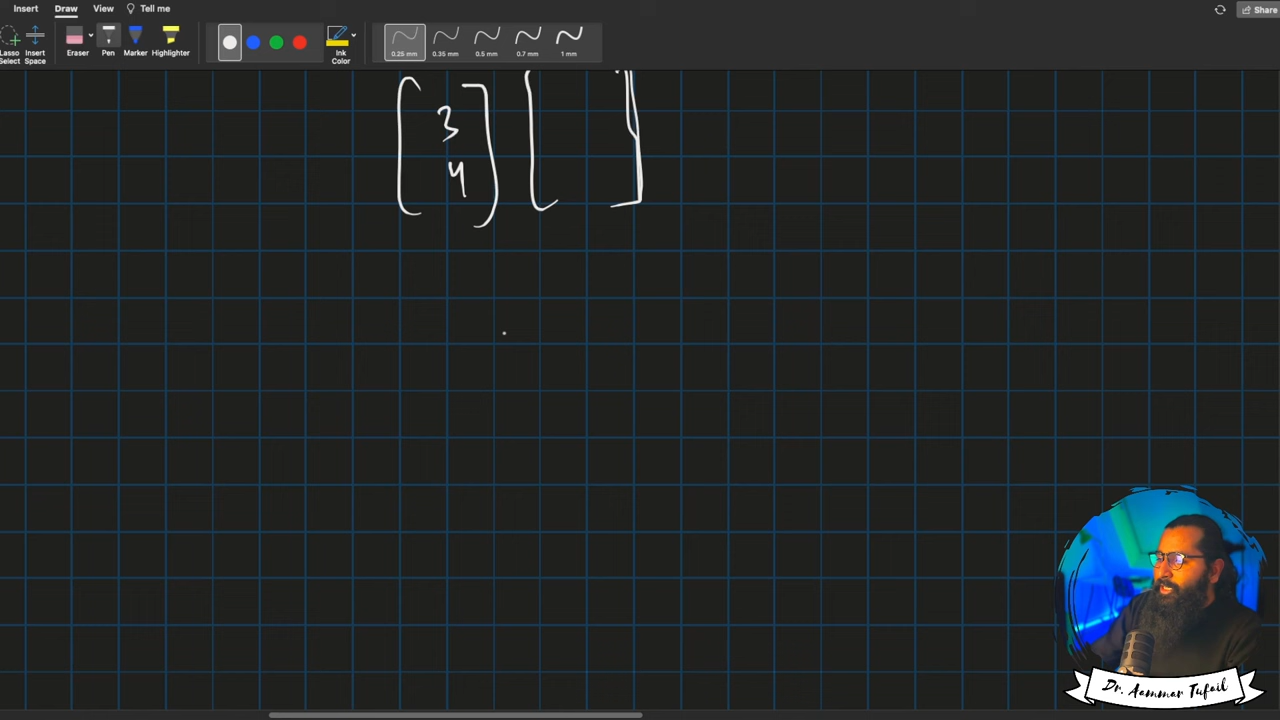 Insert Draw View Tell me
Share
Lasso Select
Insert Space
Eraser
Pen
Marker
Highlighter
Ink Color
0.25 mm
0.35 mm
0.5 mm
0.7 mm
1 mm
3
4
Dr. Aammar Tufail